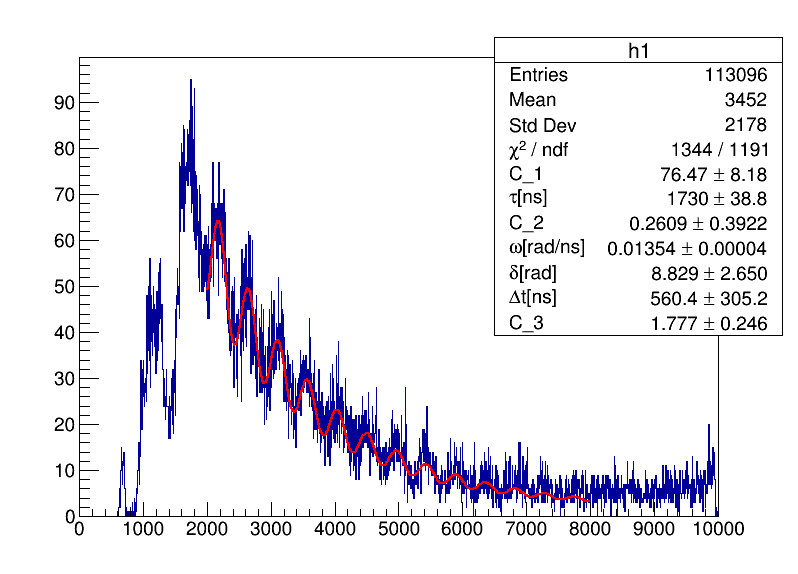 h1
Entries 113096
Mean 3452
Std Dev 2178
χ² / ndf 1344 / 1191
C_1 76.47 ± 8.18
τ[ns] 1730 ± 38.8
C_2 0.2609 ± 0.3922
ω[rad/ns] 0.01354 ± 0.00004
δ[rad] 8.829 ± 2.650
Δt[ns] 560.4 ± 305.2
C_3 1.777 ± 0.246
90
80
70
60
50
40
30
20
10
0
0 1000 2000 3000 4000 5000 6000 7000 8000 9000 10000